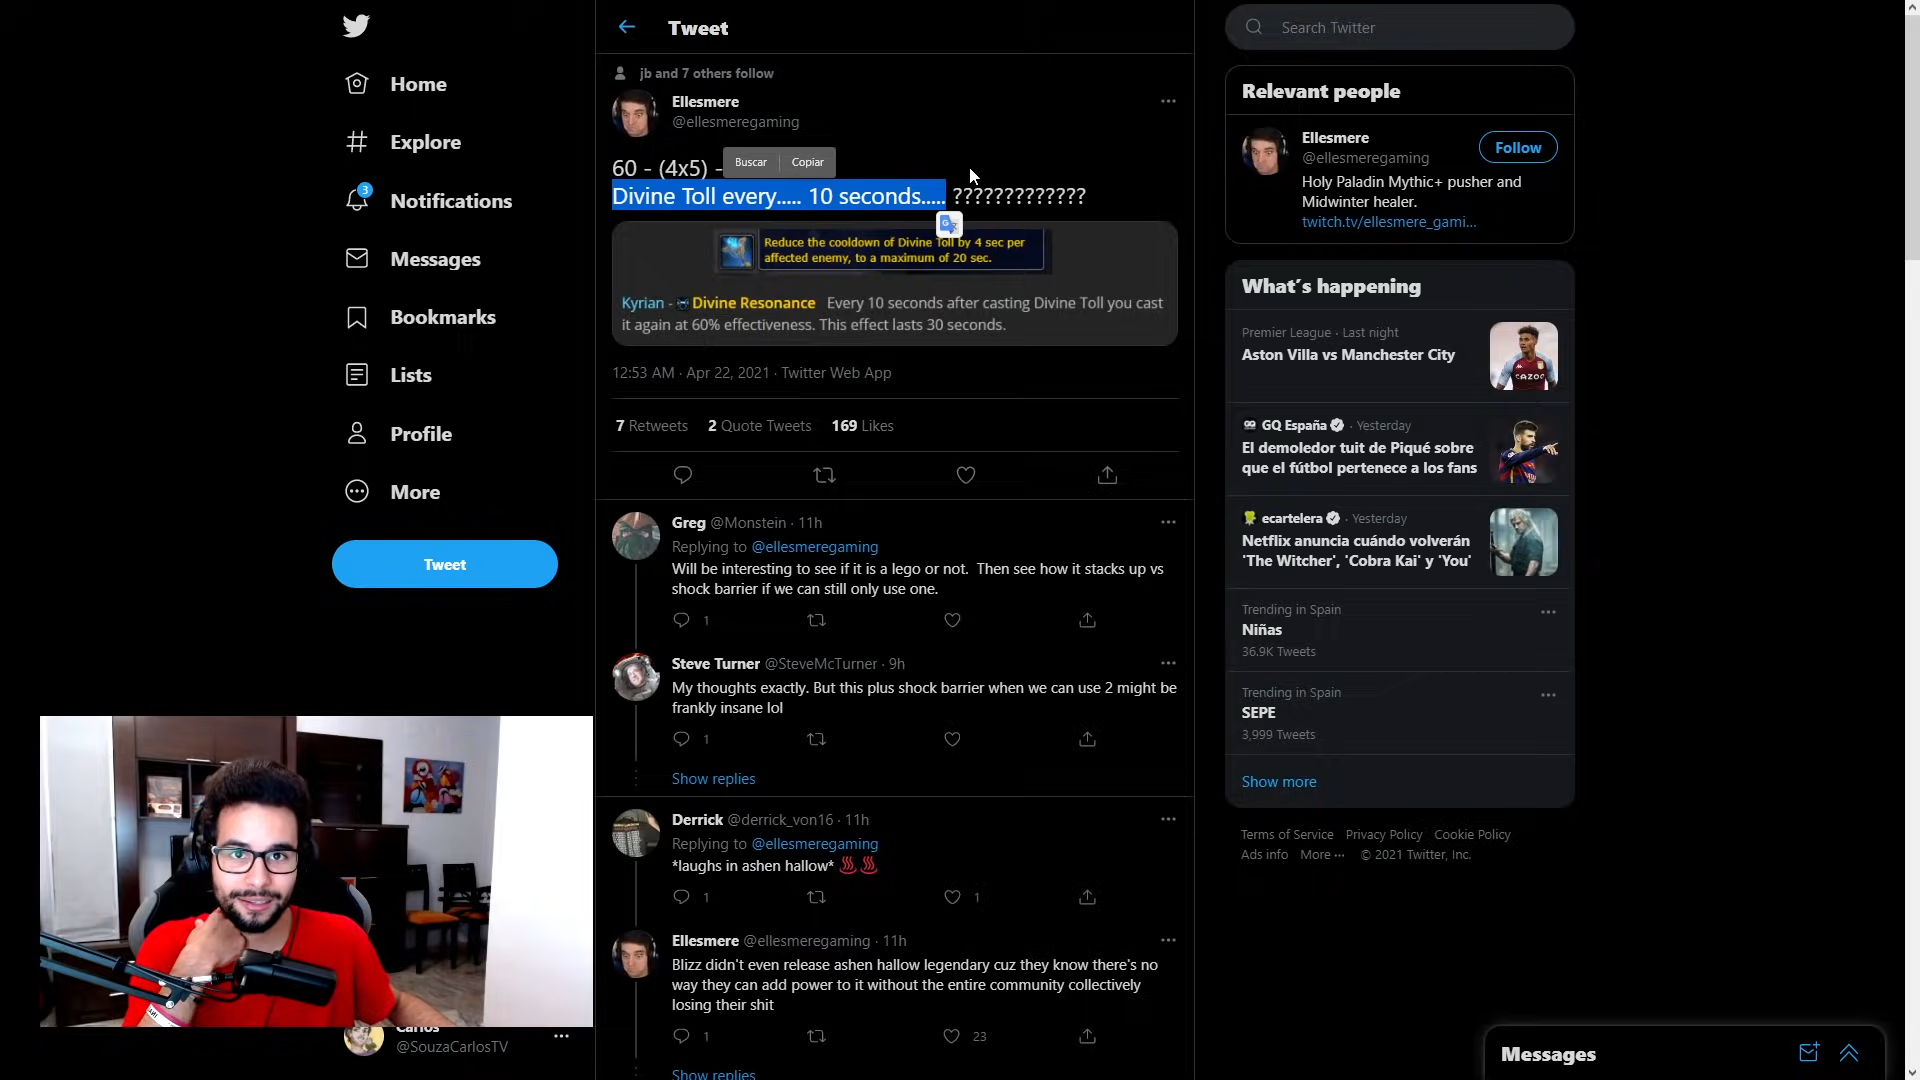 Home
Explore
3
Notifications
Messages
Bookmarks
Lists
Profile
More
Tweet
Carlos
@SouzaCarlosTV
Tweet
jb and 7 others follow
Ellesmere
@ellesmeregaming
60 - (4x5) -
Buscar
Copiar
Divine Toll every..... 10 seconds..... ?????????????
Reduce the cooldown of Divine Toll by 4 sec per
affected enemy, to a maximum of 20 sec.
Kyrian - Divine Resonance Every 10 seconds after casting Divine Toll you cast
it again at 60% effectiveness. This effect lasts 30 seconds.
12:53 AM · Apr 22, 2021 · Twitter Web App
7 Retweets 2 Quote Tweets 169 Likes
Greg @Monstein · 11h
Replying to @ellesmeregaming
Will be interesting to see if it is a lego or not. Then see how it stacks up vs
shock barrier if we can still only use one.
1
Steve Turner @SteveMcTurner · 9h
My thoughts exactly. But this plus shock barrier when we can use 2 might be
frankly insane lol
1
Show replies
Derrick @derrick_von16 · 11h
Replying to @ellesmeregaming
*laughs in ashen hallow* ♨️♨️
1 1
Ellesmere @ellesmeregaming · 11h
Blizz didn't even release ashen hallow legendary cuz they know there's no
way they can add power to it without the entire community collectively
losing their shit
1 23
Show replies
Search Twitter
Relevant people
Ellesmere
@ellesmeregaming
Follow
Holy Paladin Mythic+ pusher and
Midwinter healer.
twitch.tv/ellesmere_gami...
What's happening
Premier League · Last night
Aston Villa vs Manchester City
CAZOO
GQ España · Yesterday
El demoledor tuit de Piqué sobre
que el fútbol pertenece a los fans
ecartelera · Yesterday
Netflix anuncia cuándo volverán
'The Witcher', 'Cobra Kai' y 'You'
Trending in Spain
Niñas
36.9K Tweets
Trending in Spain
SEPE
3,999 Tweets
Show more
Terms of Service Privacy Policy Cookie Policy
Ads info More ··· © 2021 Twitter, Inc.
Messages